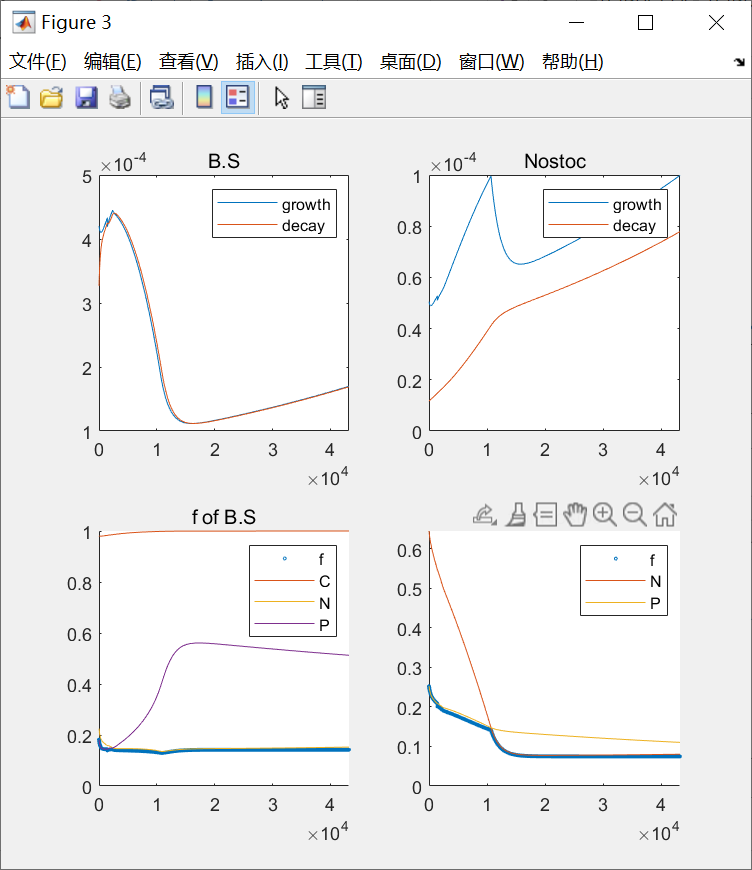 Figure 3
文件(F) 编辑(E) 查看(V) 插入(I) 工具(T) 桌面(D) 窗口(W) 帮助(H)
×10-4 B.S
5
4
3
2
1
growth
decay
0 1 2 3 4
×10^4
×10-4 Nostoc
1
0.8
0.6
0.4
0.2
0
growth
decay
0 1 2 3 4
×10^4
f of B.S
1
0.8
0.6
0.4
0.2
0
f
C
N
P
0 1 2 3 4
×10^4
0.6
0.5
0.4
0.3
0.2
0.1
0
f
N
P
0 1 2 3 4
×10^4